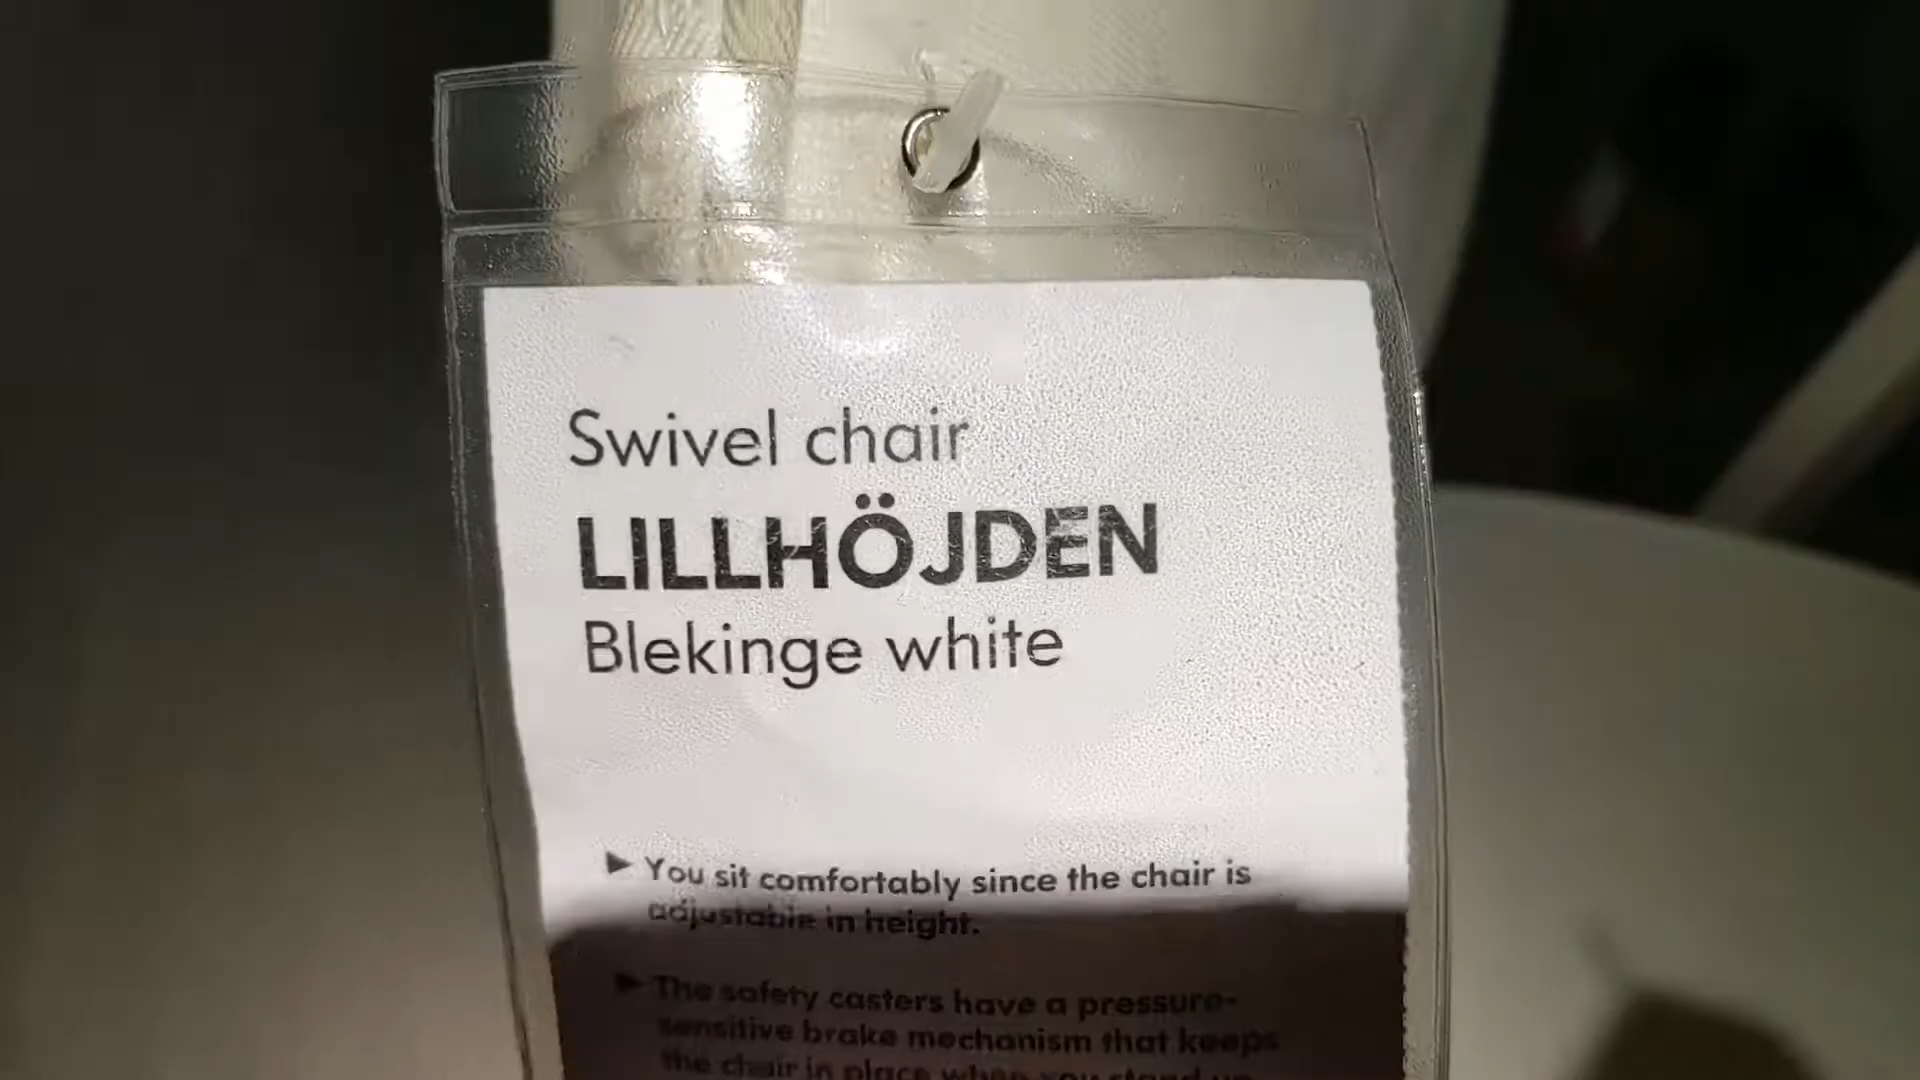 Swivel chair
LILLHÖJDEN
Blekinge white
► You sit comfortably since the chair is
adjustable in height.
► The safety casters have a pressure-
sensitive brake mechanism that keeps
the chair in place when you stand up